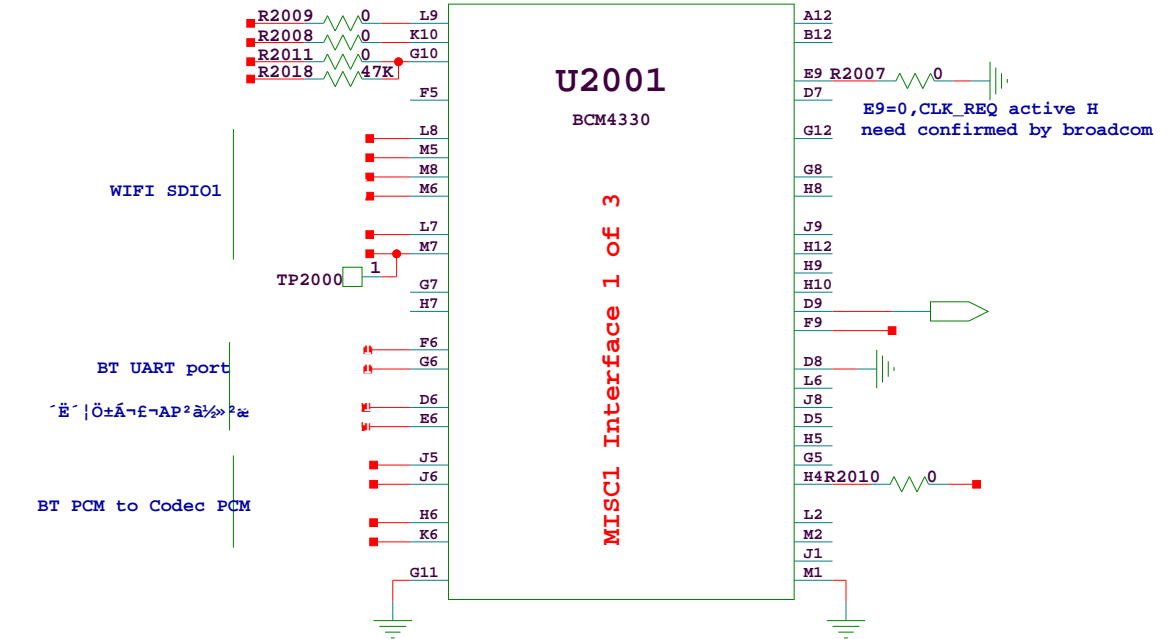 R2009 0 L9
R2008 0 K10
R2011 0 G10
R2018 47K
F5
L8
M5
M8
M6
WIFI SDIO1
L7
M7
TP2000 1
G7
H7
F6
G6
BT UART port
D6
E6
´Ë´¦Ö±Á¬£¬AP²à½»²æ
J5
J6
BT PCM to Codec PCM
H6
K6
G11
U2001
BCM4330
MISC1 Interface 1 of 3
A12
B12
E9 R2007 0
D7
E9=0,CLK_REQ active H
need confirmed by broadcom
G12
G8
H8
J9
H12
H9
H10
D9
F9
D8
L6
J8
D5
H5
G5
H4 R2010 0
L2
M2
J1
M1